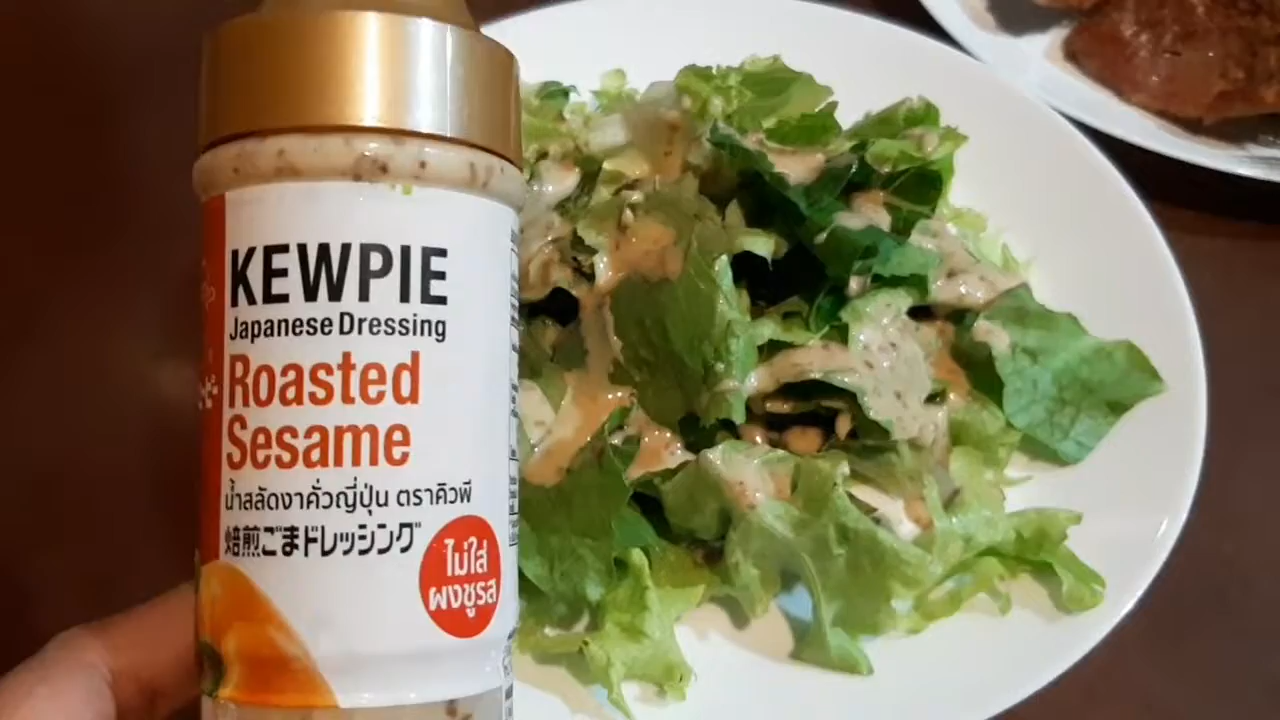 KEWPIE
Japanese Dressing
Roasted
Sesame
น้ำสลัดงาคั่วญี่ปุ่น ตราคิวพี
焙煎ごまドレッシング
ไม่ใส่
ผงชูรส